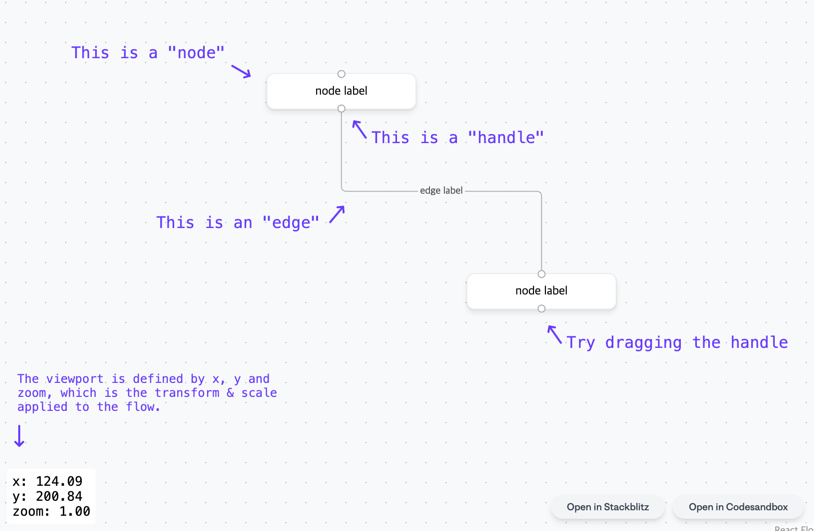 This is a "node"
node label
This is a "handle"
edge label
This is an "edge"
node label
Try dragging the handle
The viewport is defined by x, y and
zoom, which is the transform & scale
applied to the flow.
x: 124.09
y: 200.84
zoom: 1.00
Open in Stackblitz
Open in Codesandbox
React Flo